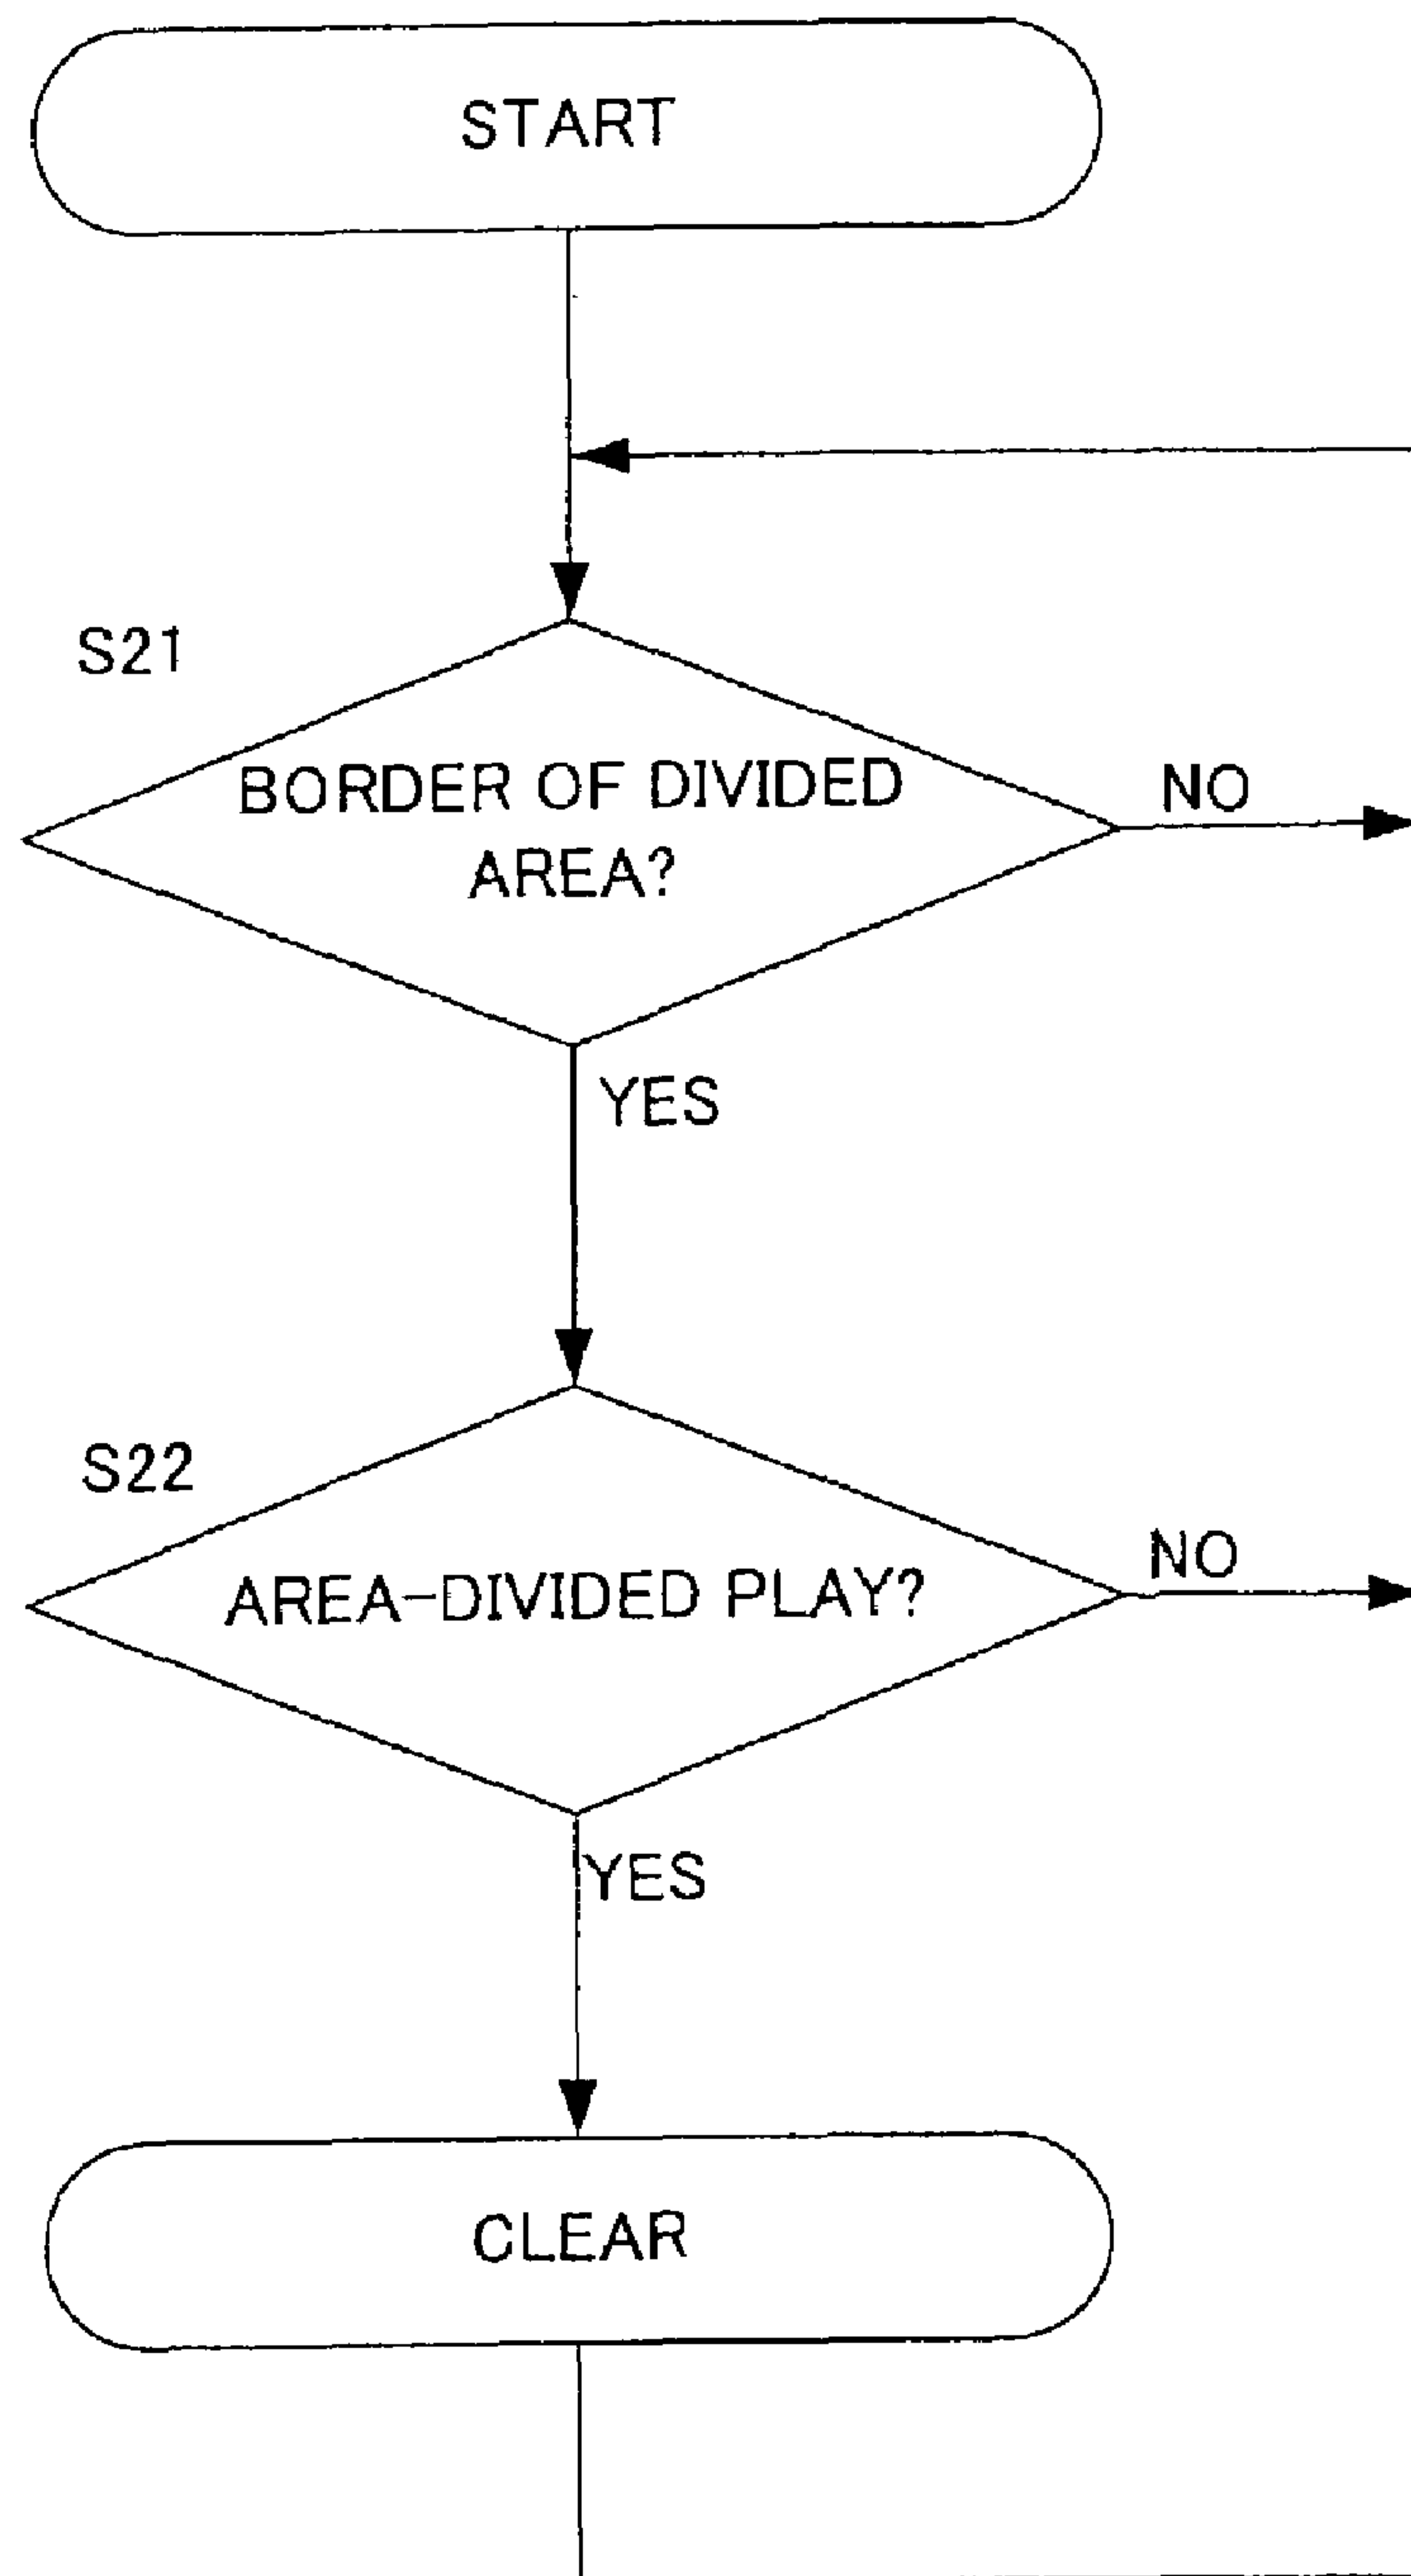 START
S21
BORDER OF DIVIDED
AREA?
NO
YES
S22
AREA-DIVIDED PLAY?
NO
YES
CLEAR